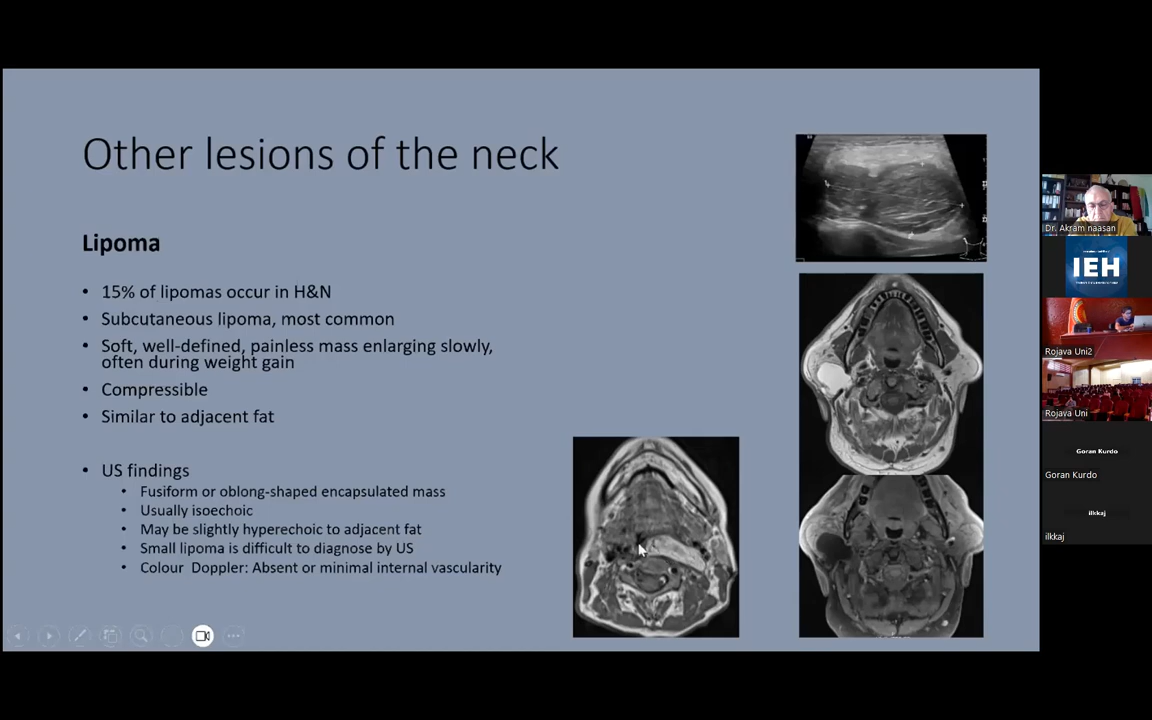 Other lesions of the neck
Lipoma
• 15% of lipomas occur in H&N
• Subcutaneous lipoma, most common
• Soft, well-defined, painless mass enlarging slowly,
often during weight gain
• Compressible
• Similar to adjacent fat
• US findings
• Fusiform or oblong-shaped encapsulated mass
• Usually isoechoic
• May be slightly hyperechoic to adjacent fat
• Small lipoma is difficult to diagnose by US
• Colour Doppler: Absent or minimal internal vascularity
Dr. Akram naasan
IEH
Rojava Uni2
Rojava Uni
Goran Kurdo
Goran Kurdo
ilkkaj
ilkkaj